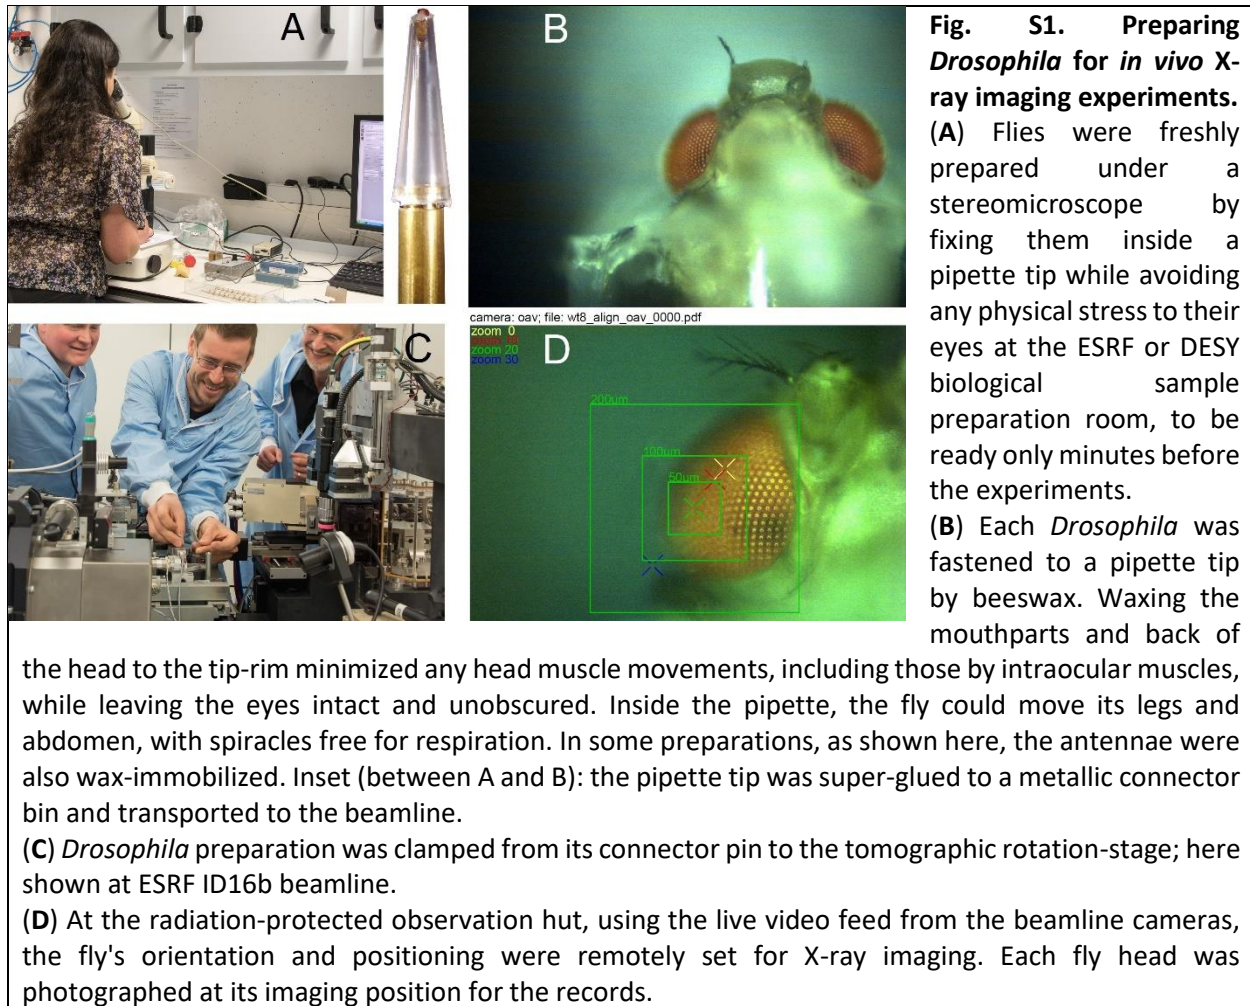 A
B
camera: oav; file: wt8_align_oav_0000.pdf
zoom 0
zoom 20
zoom 30
C
D
200um
100um
50um
Fig. S1. Preparing
Drosophila for in vivo X-
ray imaging experiments.
(A) Flies were freshly
prepared under a
stereomicroscope by
fixing them inside a
pipette tip while avoiding
any physical stress to their
eyes at the ESRF or DESY
biological sample
preparation room, to be
ready only minutes before
the experiments.
(B) Each Drosophila was
fastened to a pipette tip
by beeswax. Waxing the
mouthparts and back of
the head to the tip-rim minimized any head muscle movements, including those by intraocular muscles,
while leaving the eyes intact and unobscured. Inside the pipette, the fly could move its legs and
abdomen, with spiracles free for respiration. In some preparations, as shown here, the antennae were
also wax-immobilized. Inset (between A and B): the pipette tip was super-glued to a metallic connector
bin and transported to the beamline.
(C) Drosophila preparation was clamped from its connector pin to the tomographic rotation-stage; here
shown at ESRF ID16b beamline.
(D) At the radiation-protected observation hut, using the live video feed from the beamline cameras,
the fly's orientation and positioning were remotely set for X-ray imaging. Each fly head was
photographed at its imaging position for the records.